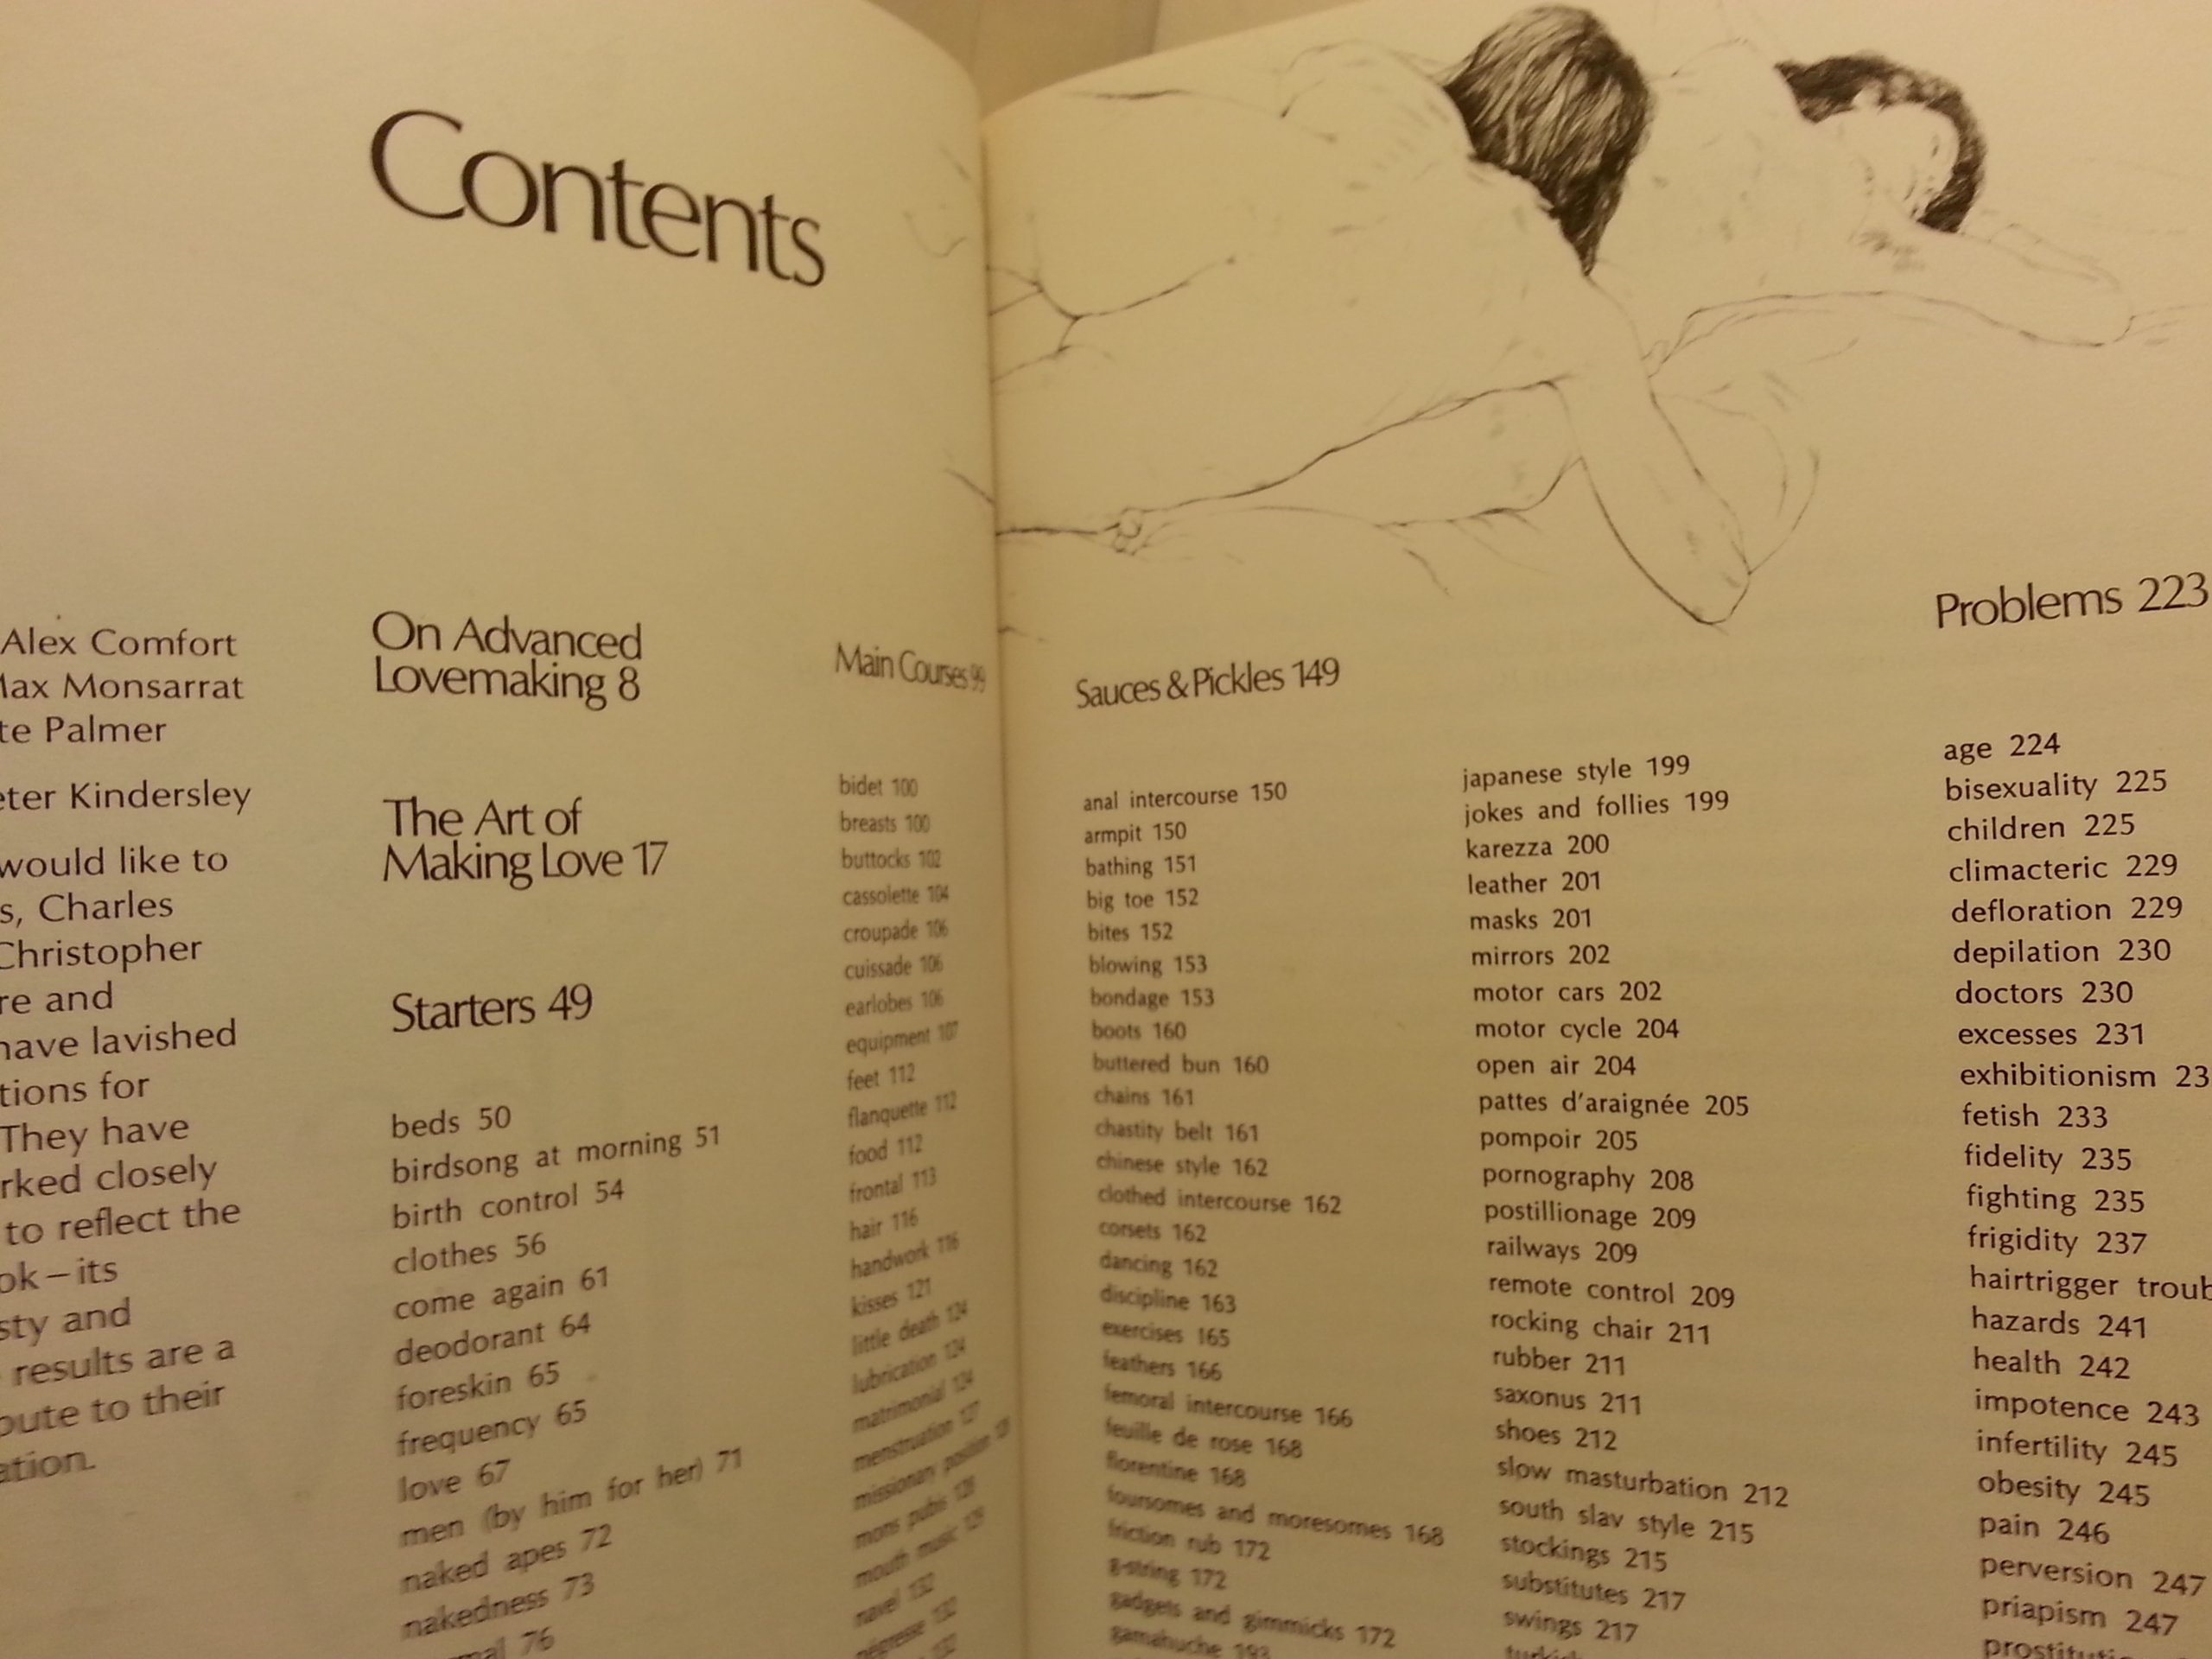 Contents
Alex Comfort
Max Monsarrat
te Palmer
eter Kindersley
would like to
s, Charles
Christopher
re and
have lavished
tions for
They have
rked closely
to reflect the
ok – its
sty and
results are a
bute to their
ation.
On Advanced
Lovemaking 8
The Art of
Making Love 17
Starters 49
beds 50
birdsong at morning 51
birth control 54
clothes 56
come again 61
deodorant 64
foreskin 65
frequency 65
love 67
men (by him for her) 71
naked apes 72
nakedness 73
76
Main Courses 99
bidet 100
breasts 100
buttocks 102
cassolette 104
croupade 106
cuissade 106
earlobes 106
equipment 107
feet 112
flanquette 112
food 112
frontal 113
hair 116
handwork 116
kisses 121
little death 124
lubrication 124
matrimonial 124
menstruation 127
missionary position
mons pubis 128
mouth music 129
navel 132
négresse 132
132
Sauces & Pickles 149
anal intercourse 150
armpit 150
bathing 151
big toe 152
bites 152
blowing 153
bondage 153
boots 160
buttered bun 160
chains 161
chastity belt 161
chinese style 162
clothed intercourse 162
corsets 162
dancing 162
discipline 163
exercises 165
feathers 166
femoral intercourse 166
feuille de rose 168
florentine 168
foursomes and moresomes 168
friction rub 172
g-string 172
gadgets and gimmicks 172
gamahuche 193
japanese style 199
jokes and follies 199
karezza 200
leather 201
masks 201
mirrors 202
motor cars 202
motor cycle 204
open air 204
pattes d'araignée 205
pompoir 205
pornography 208
postillionage 209
railways 209
remote control 209
rocking chair 211
rubber 211
saxonus 211
shoes 212
slow masturbation 212
south slav style 215
stockings 215
substitutes 217
swings 217
Problems 223
age 224
bisexuality 225
children 225
climacteric 229
defloration 229
depilation 230
doctors 230
excesses 231
exhibitionism 23
fetish 233
fidelity 235
fighting 235
frigidity 237
hairtrigger troub
hazards 241
health 242
impotence 243
infertility 245
obesity 245
pain 246
perversion 247
priapism 247
prostituti